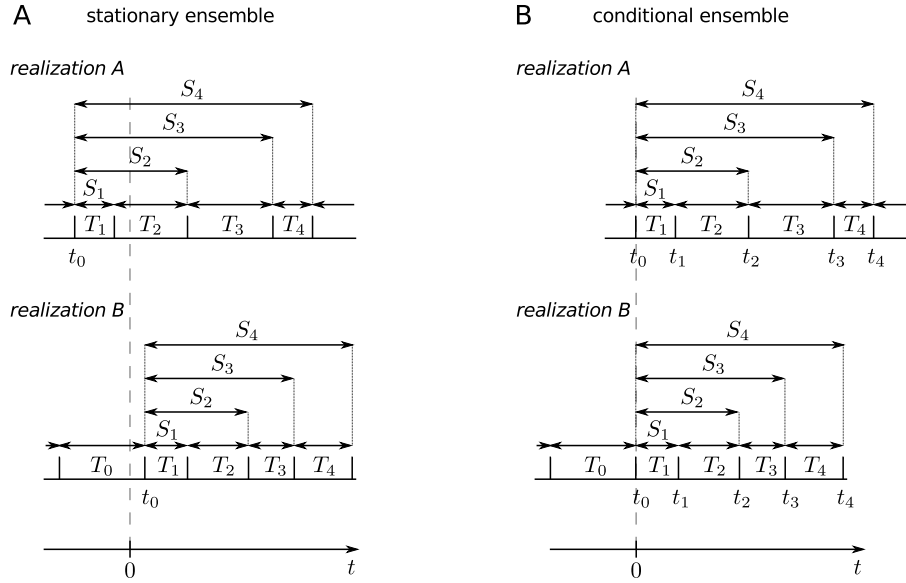 A stationary ensemble
realization A
S₄
S₃
S₂
S₁
T₁ T₂ T₃ T₄
t₀
realization B
S₄
S₃
S₂
S₁
T₀ T₁ T₂ T₃ T₄
t₀
0 t
B conditional ensemble
realization A
S₄
S₃
S₂
S₁
T₁ T₂ T₃ T₄
t₀ t₁ t₂ t₃ t₄
realization B
S₄
S₃
S₂
S₁
T₀ T₁ T₂ T₃ T₄
t₀ t₁ t₂ t₃ t₄
0 t